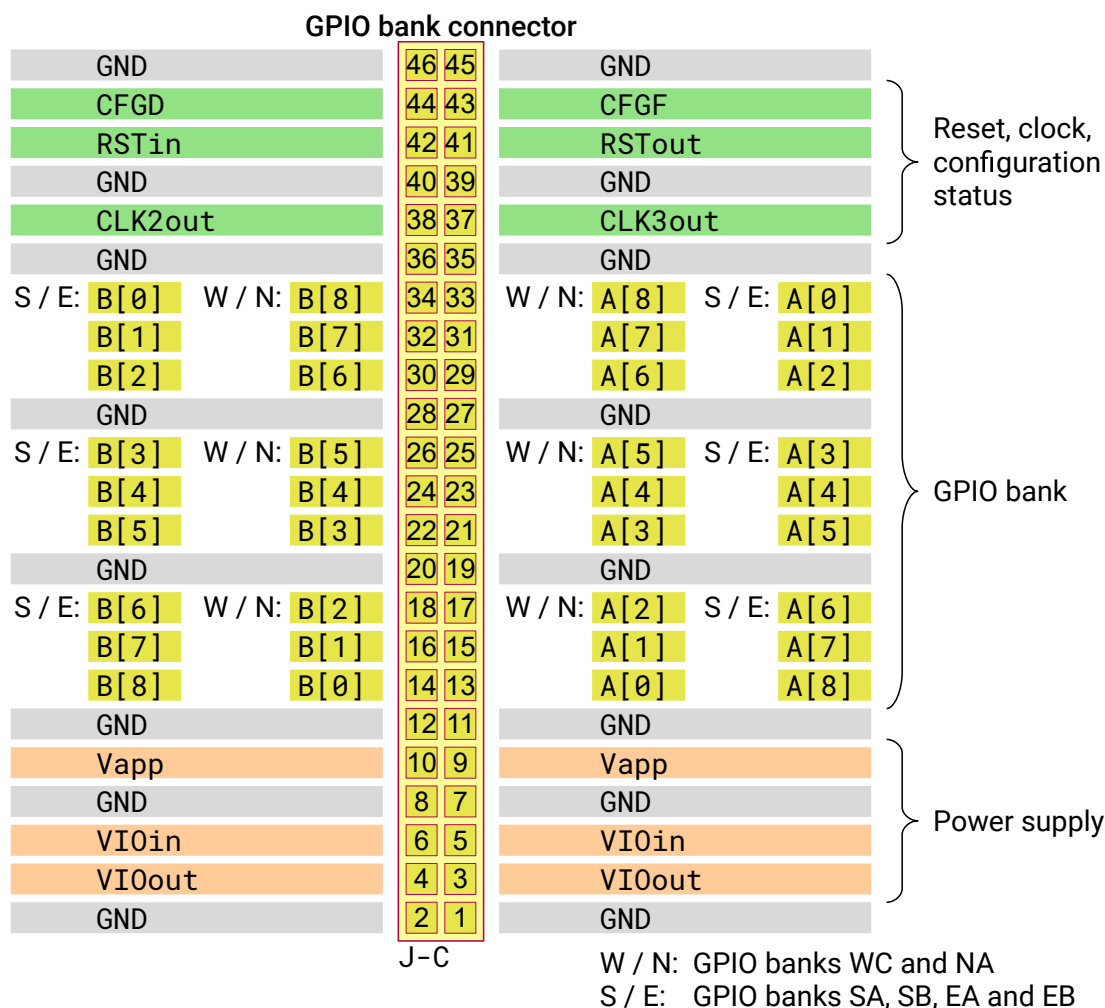 GPIO bank connector
GND 46 45 GND
CFGD 44 43 CFGF
RSTin 42 41 RSTout
GND 40 39 GND
CLK2out 38 37 CLK3out
GND 36 35 GND
Reset, clock,
configuration
status
S / E: B[0] W / N: B[8] 34 33 W / N: A[8] S / E: A[0]
B[1] B[7] 32 31 A[7] A[1]
B[2] B[6] 30 29 A[6] A[2]
GND 28 27 GND
S / E: B[3] W / N: B[5] 26 25 W / N: A[5] S / E: A[3]
B[4] B[4] 24 23 A[4] A[4]
B[5] B[3] 22 21 A[3] A[5]
GND 20 19 GND
S / E: B[6] W / N: B[2] 18 17 W / N: A[2] S / E: A[6]
B[7] B[1] 16 15 A[1] A[7]
B[8] B[0] 14 13 A[0] A[8]
GPIO bank
GND 12 11 GND
Vapp 10 9 Vapp
GND 8 7 GND
VIOin 6 5 VIOin
VIOout 4 3 VIOout
GND 2 1 GND
Power supply
J-C
W / N: GPIO banks WC and NA
S / E: GPIO banks SA, SB, EA and EB